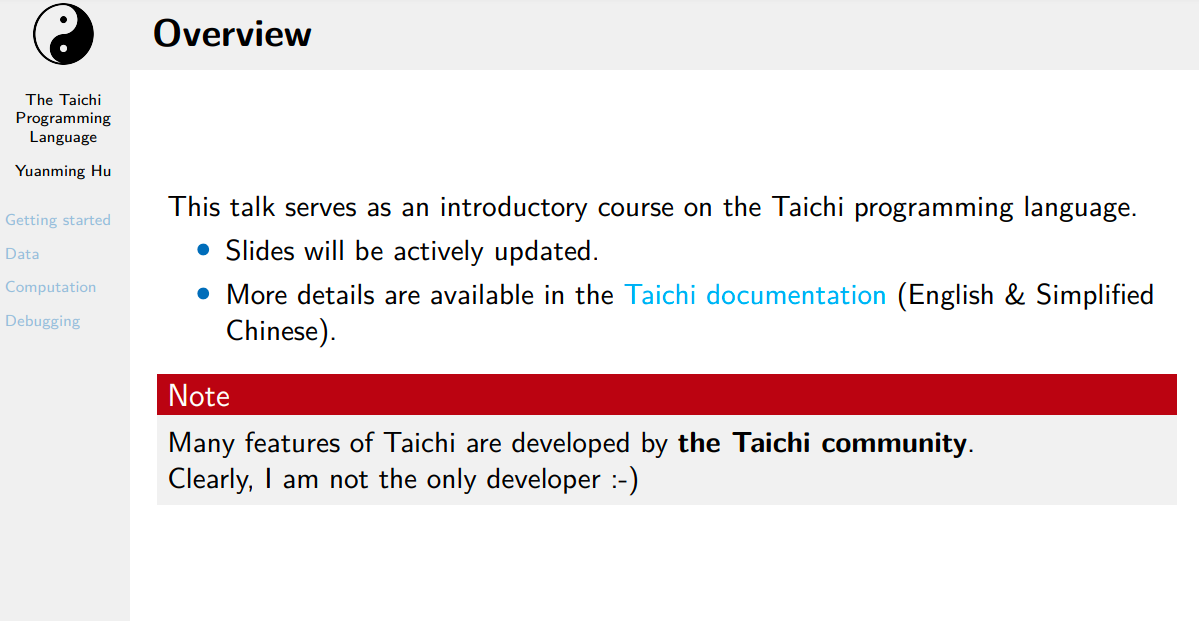 Overview
The Taichi
Programming
Language
Yuanming Hu
Getting started
Data
Computation
Debugging
This talk serves as an introductory course on the Taichi programming language.
• Slides will be actively updated.
• More details are available in the Taichi documentation (English & Simplified
Chinese).
Note
Many features of Taichi are developed by the Taichi community.
Clearly, I am not the only developer :-)